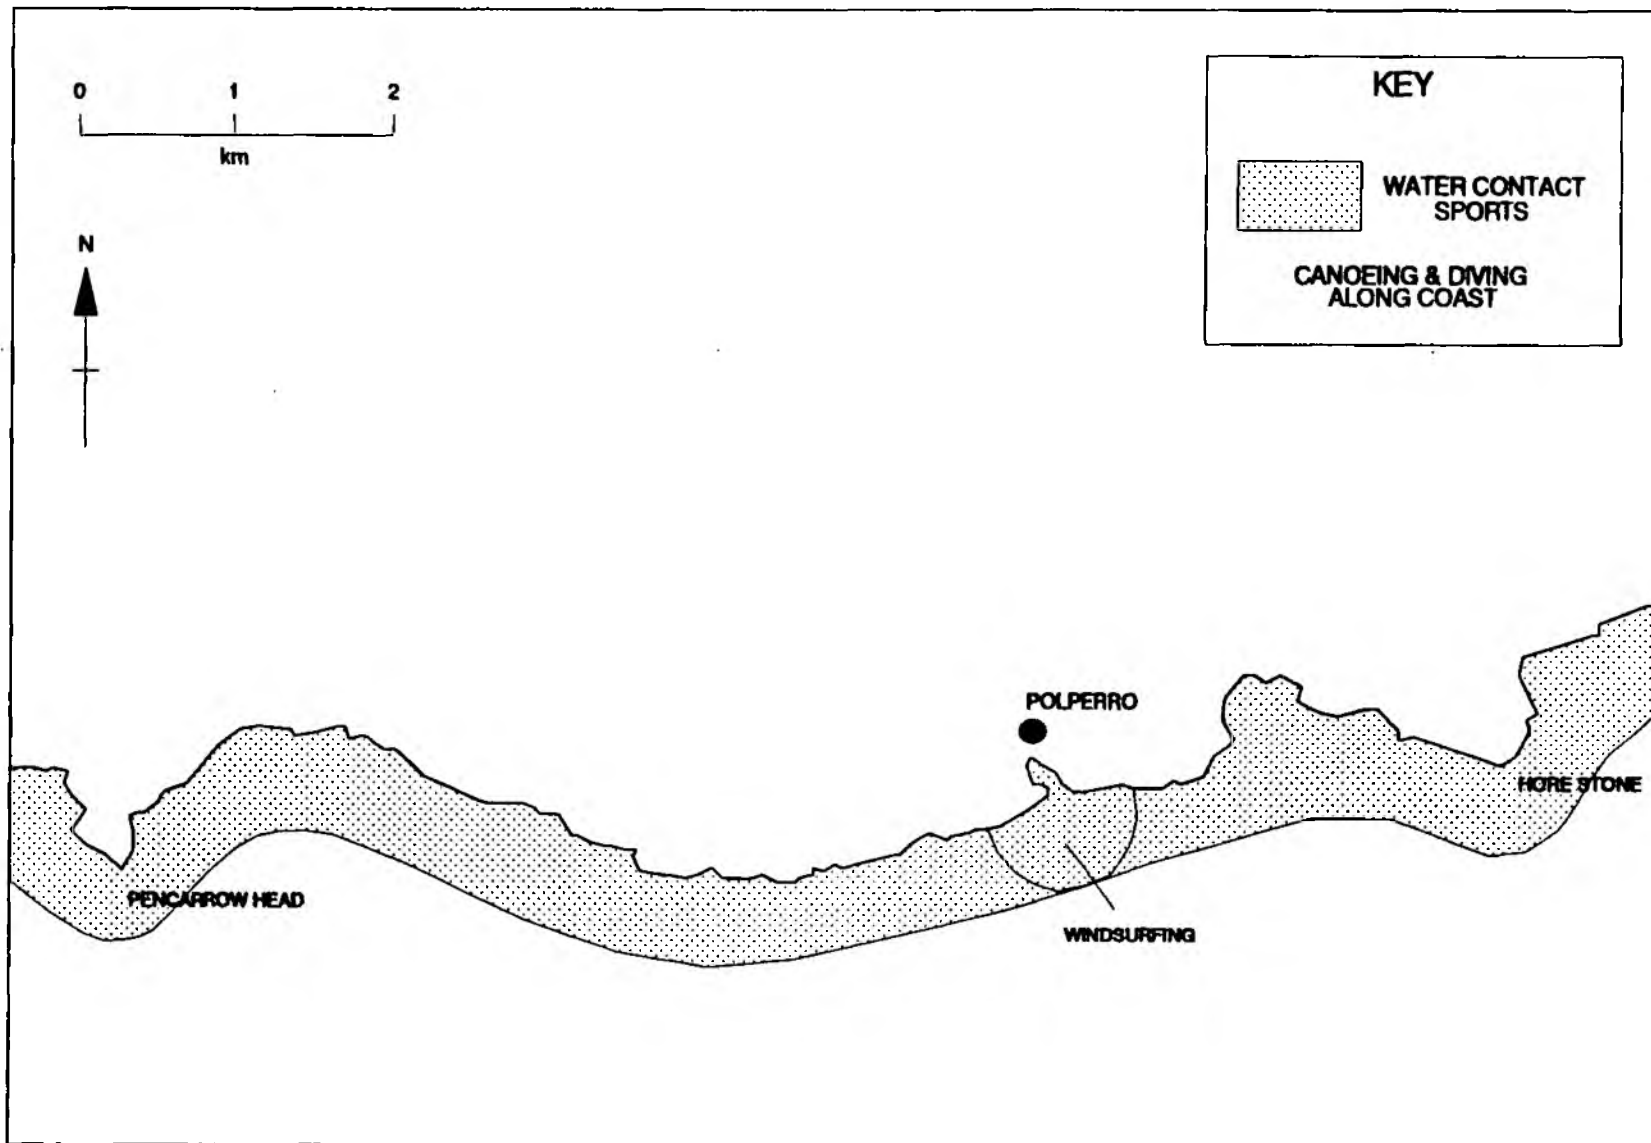 0 1 2
km
N
KEY
WATER CONTACT
SPORTS
CANOEING & DIVING
ALONG COAST
POLPERRO
HORE STONE
PENCARROW HEAD
WINDSURFING